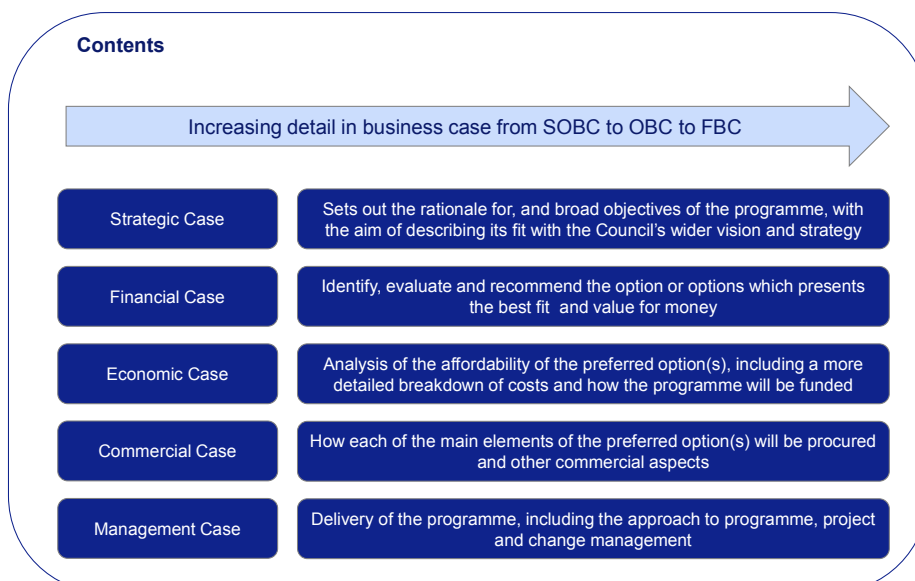 Contents
Increasing detail in business case from SOBC to OBC to FBC
Strategic Case
Sets out the rationale for, and broad objectives of the programme, with
the aim of describing its fit with the Council's wider vision and strategy
Financial Case
Identify, evaluate and recommend the option or options which presents
the best fit and value for money
Economic Case
Analysis of the affordability of the preferred option(s), including a more
detailed breakdown of costs and how the programme will be funded
Commercial Case
How each of the main elements of the preferred option(s) will be procured
and other commercial aspects
Management Case
Delivery of the programme, including the approach to programme, project
and change management